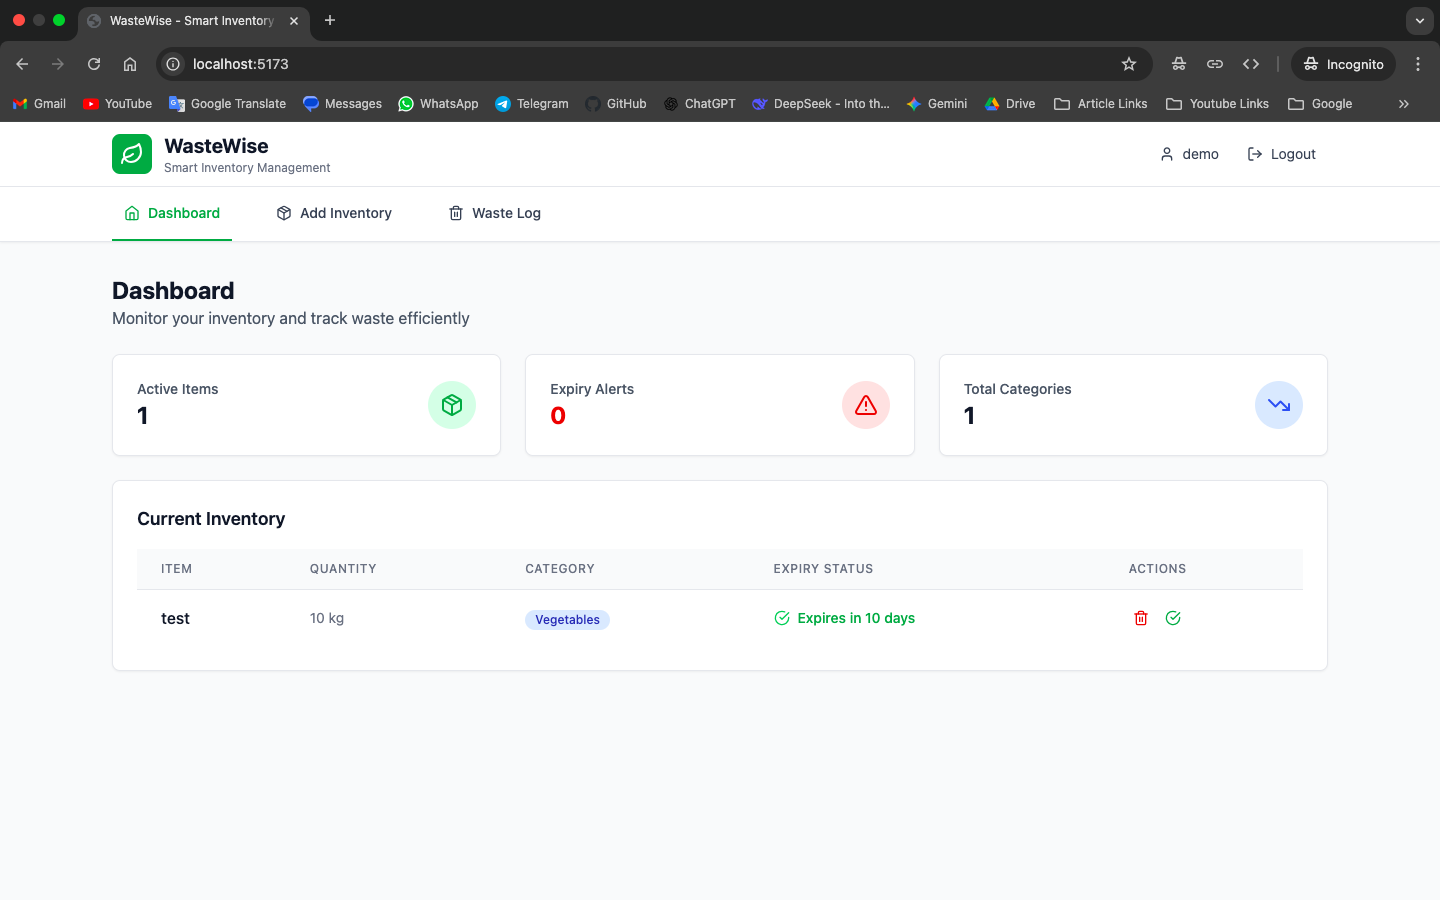 WasteWise - Smart Inventory
localhost:5173
Incognito
Gmail YouTube Google Translate Messages WhatsApp Telegram GitHub ChatGPT DeepSeek - Into th... Gemini Drive Article Links Youtube Links Google
WasteWise
Smart Inventory Management
demo Logout
Dashboard Add Inventory Waste Log
Dashboard
Monitor your inventory and track waste efficiently
Active Items
1
Expiry Alerts
0
Total Categories
1
Current Inventory
ITEM QUANTITY CATEGORY EXPIRY STATUS ACTIONS
test 10 kg Vegetables Expires in 10 days